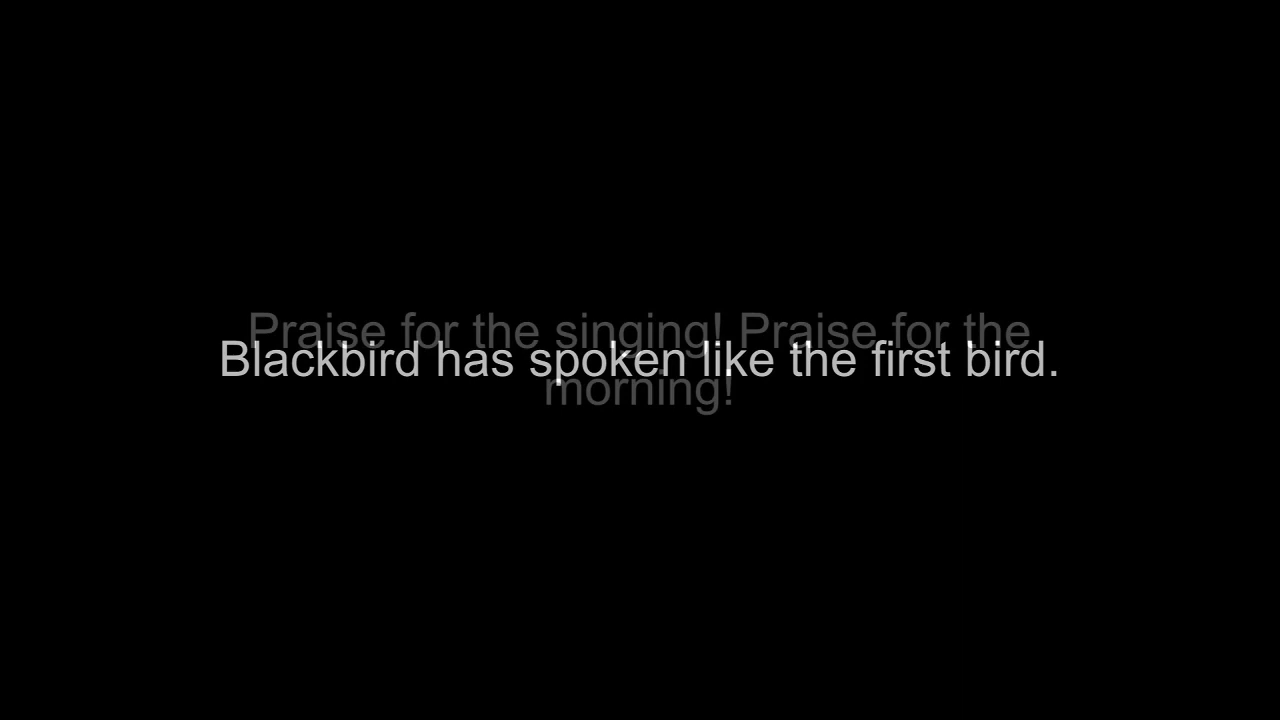 Praise for the singing! Praise for the
Blackbird has spoken like the first bird.
morning!